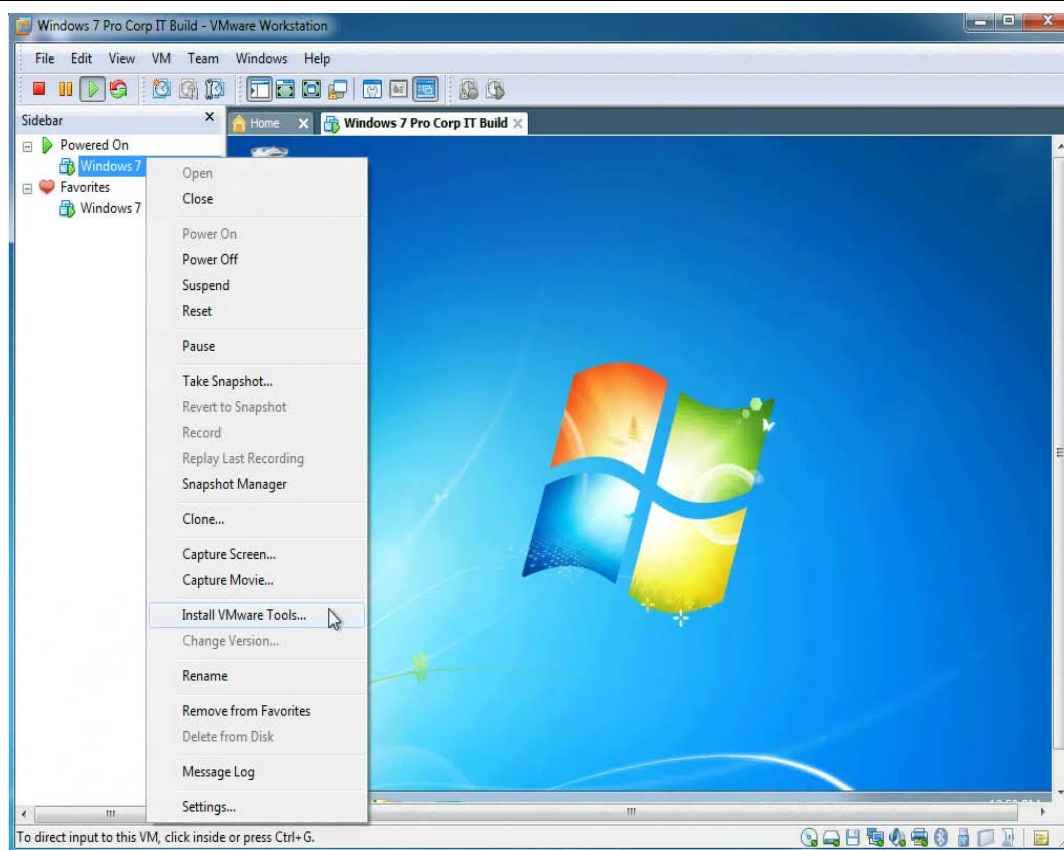 Windows 7 Pro Corp IT Build - VMware Workstation
File Edit View VM Team Windows Help
Sidebar
Home
Windows 7 Pro Corp IT Build
Powered On
Windows 7
Favorites
Windows 7
Open
Close
Power On
Power Off
Suspend
Reset
Pause
Take Snapshot...
Revert to Snapshot
Record
Replay Last Recording
Snapshot Manager
Clone...
Capture Screen...
Capture Movie...
Install VMware Tools...
Change Version...
Rename
Remove from Favorites
Delete from Disk
Message Log
Settings...
To direct input to this VM, click inside or press Ctrl+G.